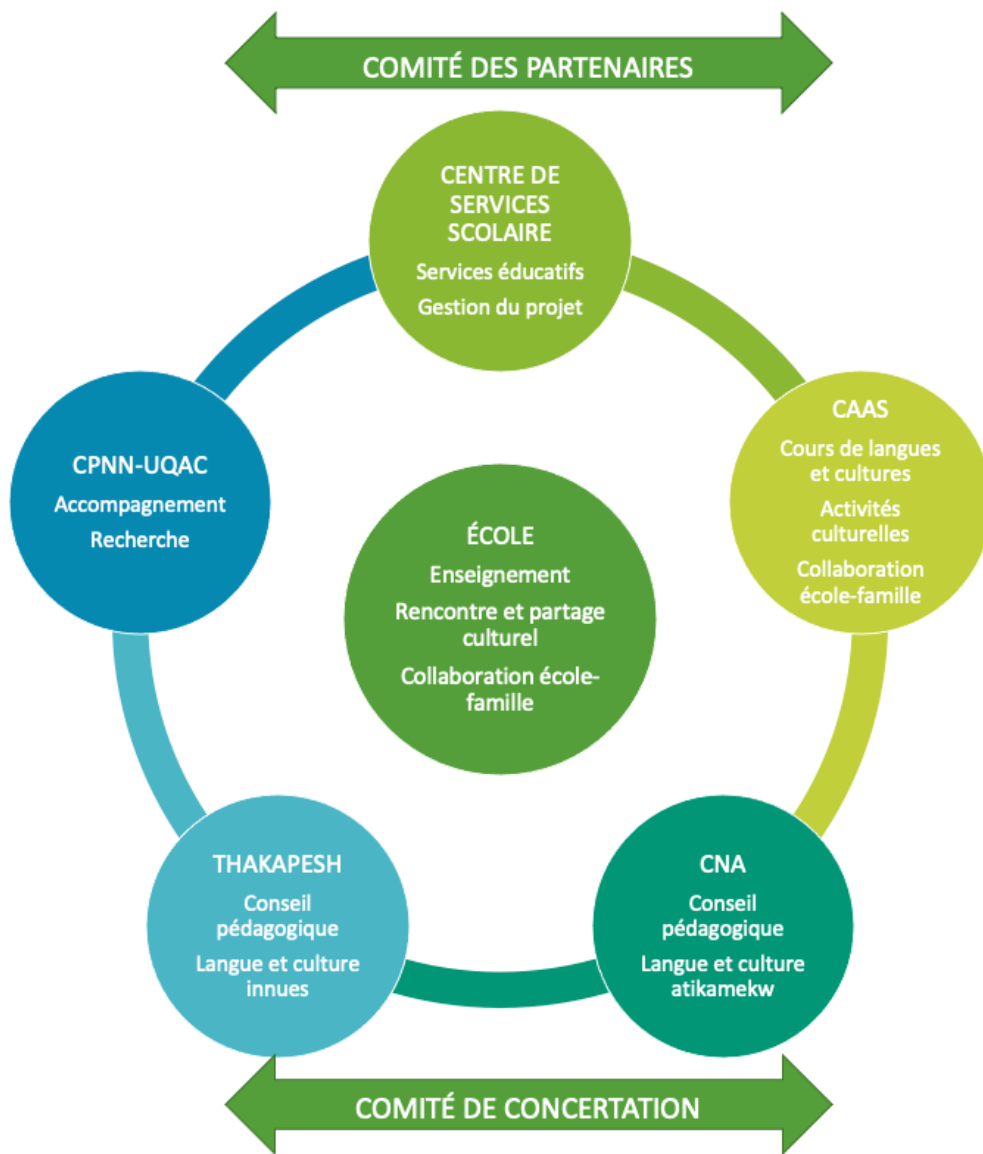 COMITÉ DES PARTENAIRES
CENTRE DE
SERVICES
SCOLAIRE
Services éducatifs
Gestion du projet
CPNN-UQAC
Accompagnement
Recherche
CAAS
Cours de langues
et cultures
Activités
culturelles
Collaboration
école-famille
ÉCOLE
Enseignement
Rencontre et partage
culturel
Collaboration école-
famille
THAKAPESH
Conseil
pédagogique
Langue et culture
innues
CNA
Conseil
pédagogique
Langue et culture
atikamekw
COMITÉ DE CONCERTATION